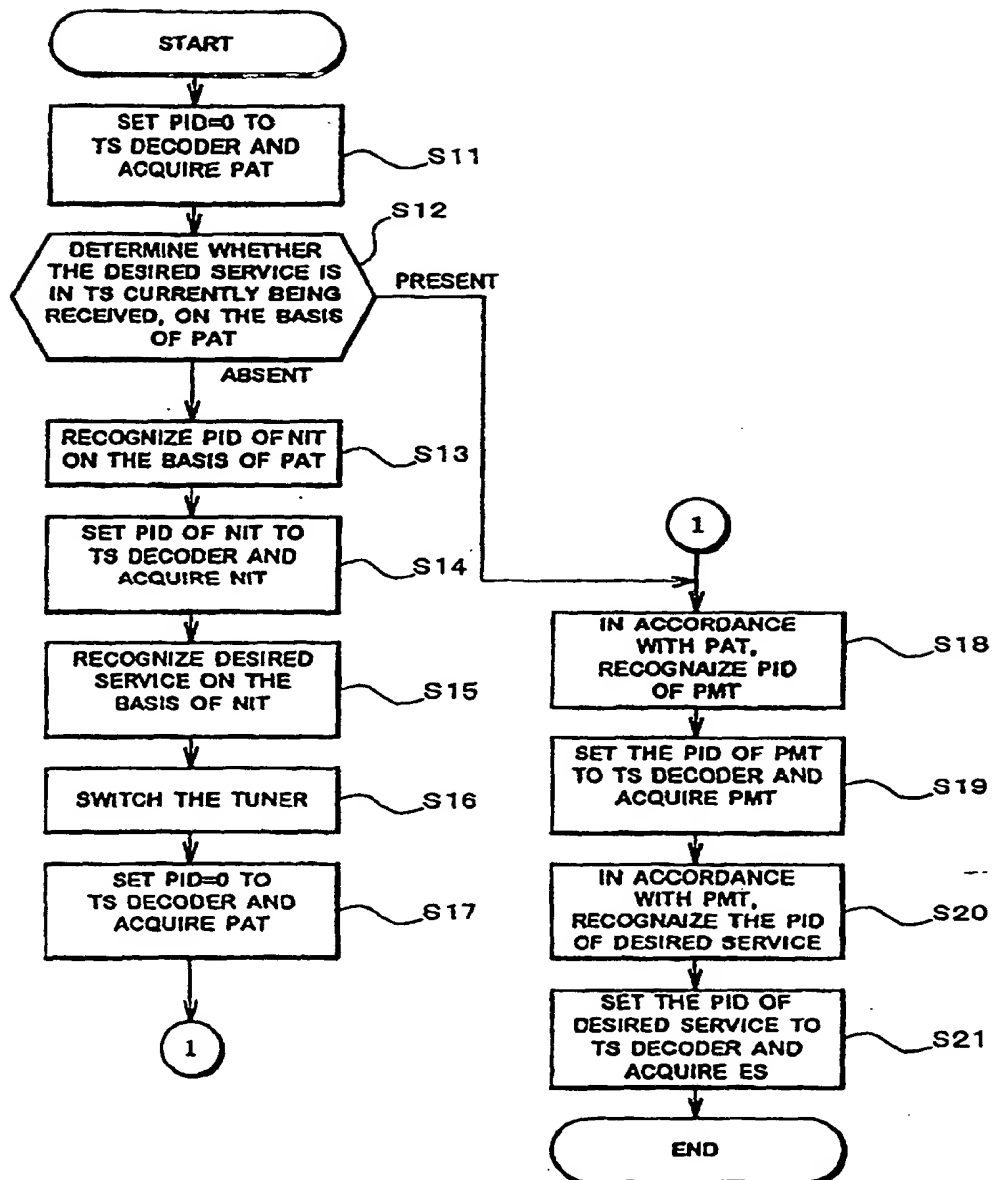 START
SET PID=0 TO
TS DECODER AND
ACQUIRE PAT
S11
S12
DETERMINE WHETHER
THE DESIRED SERVICE IS
IN TS CURRENTLY BEING
RECEIVED, ON THE BASIS
OF PAT
PRESENT
ABSENT
RECOGNIZE PID OF NIT
ON THE BASIS OF PAT
S13
SET PID OF NIT TO
TS DECODER AND
ACQUIRE NIT
S14
RECOGNIZE DESIRED
SERVICE ON THE
BASIS OF NIT
S15
SWITCH THE TUNER
S16
SET PID=0 TO
TS DECODER AND
ACQUIRE PAT
S17
1
1
IN ACCORDANCE
WITH PAT,
RECOGNAIZE PID
OF PMT
S18
SET THE PID OF PMT
TO TS DECODER AND
ACQUIRE PMT
S19
IN ACCORDANCE
WITH PMT,
RECOGNAIZE THE PID
OF DESIRED SERVICE
S20
SET THE PID OF
DESIRED SERVICE TO
TS DECODER AND
ACQUIRE ES
S21
END